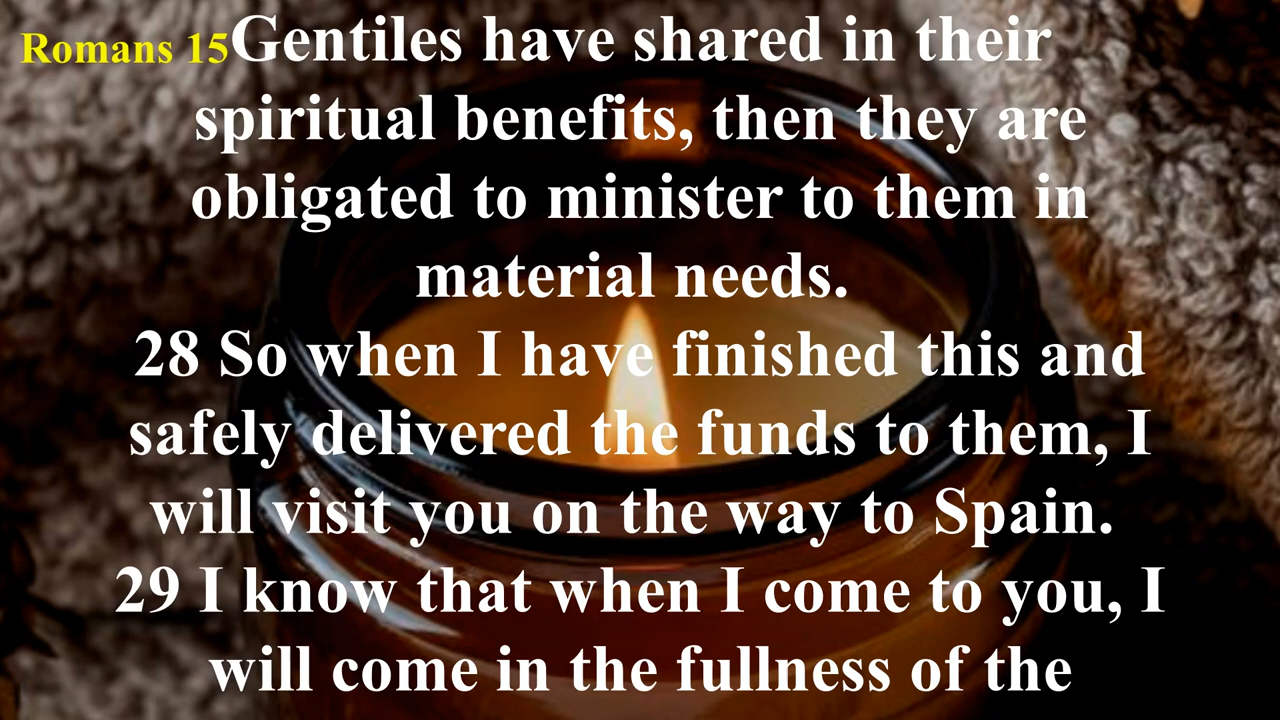 Romans 15
Gentiles have shared in their
spiritual benefits, then they are
obligated to minister to them in
material needs.
28 So when I have finished this and
safely delivered the funds to them, I
will visit you on the way to Spain.
29 I know that when I come to you, I
will come in the fullness of the